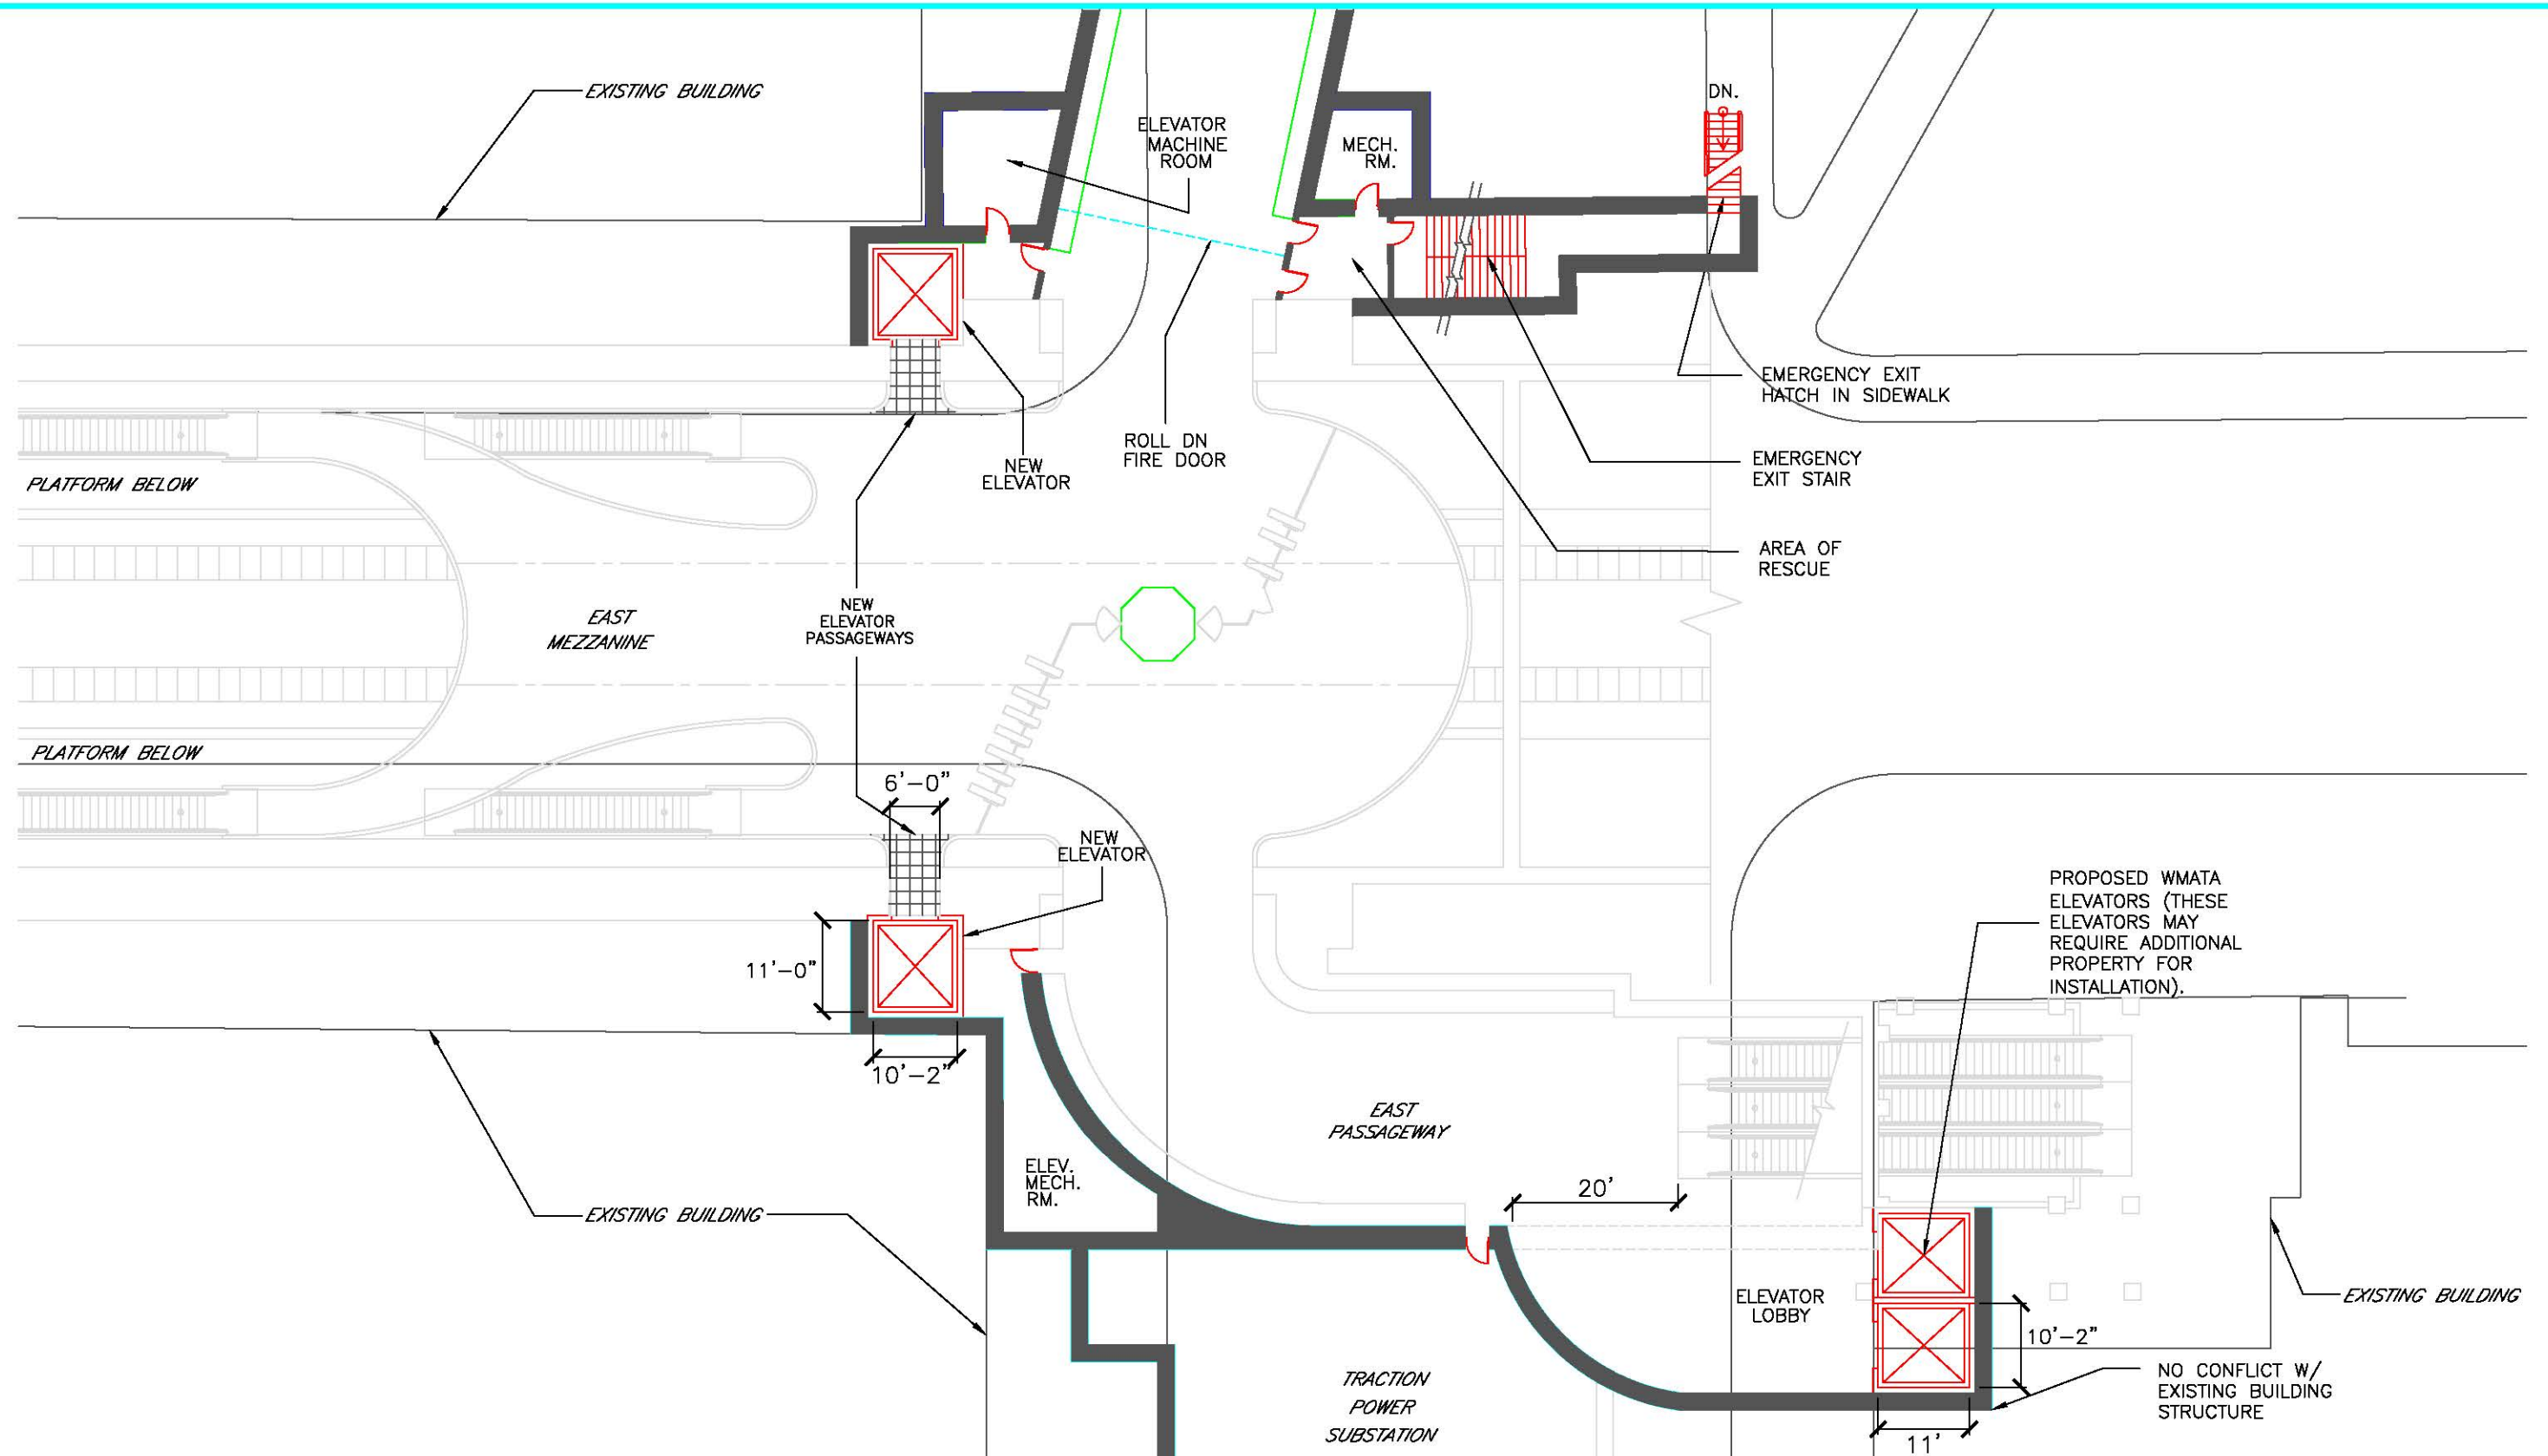 EXISTING BUILDING
DN.
ELEVATOR
MACHINE
ROOM
MECH.
RM.
EMERGENCY EXIT
HATCH IN SIDEWALK
ROLL DN
FIRE DOOR
NEW
ELEVATOR
EMERGENCY
EXIT STAIR
PLATFORM BELOW
AREA OF
RESCUE
EAST
MEZZANINE
NEW
ELEVATOR
PASSAGEWAYS
PLATFORM BELOW
6'-0"
NEW
ELEVATOR
PROPOSED WMATA
ELEVATORS (THESE
ELEVATORS MAY
REQUIRE ADDITIONAL
PROPERTY FOR
INSTALLATION).
11'-0"
10'-2"
EAST
PASSAGEWAY
ELEV.
MECH.
RM.
20'
EXISTING BUILDING
ELEVATOR
LOBBY
EXISTING BUILDING
10'-2"
TRACTION
POWER
SUBSTATION
NO CONFLICT W/
EXISTING BUILDING
STRUCTURE
11'